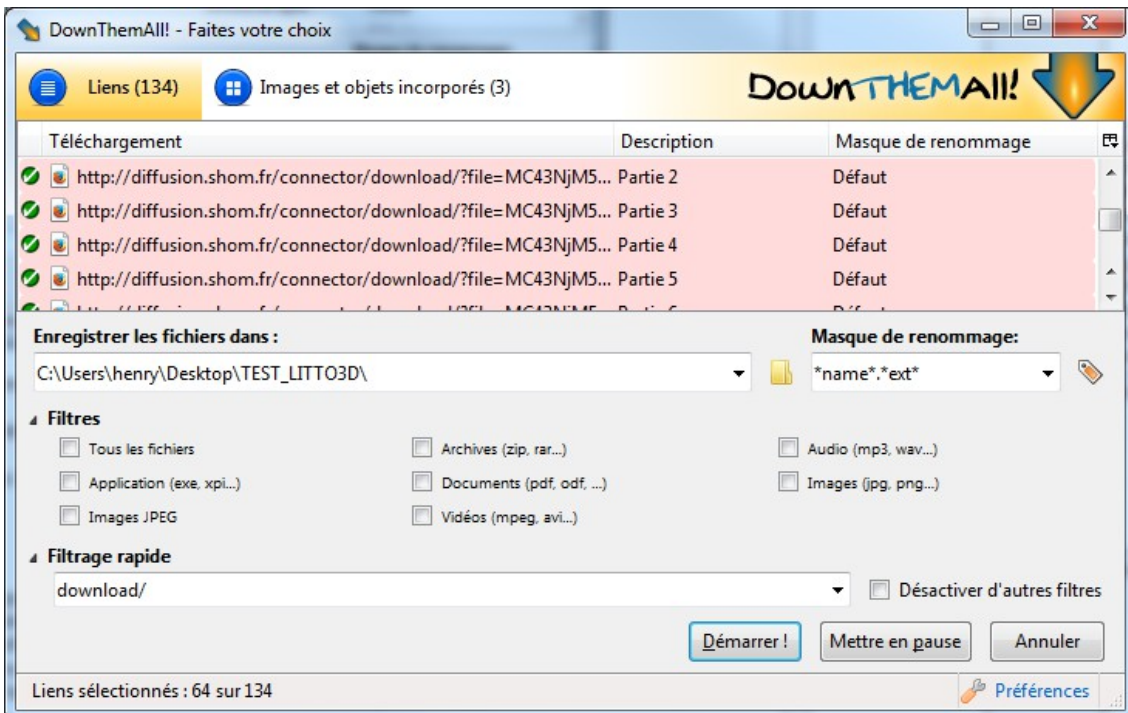 DownThemAll! - Faites votre choix
Liens (134) Images et objets incorporés (3) DownTHEMAll!
Téléchargement Description Masque de renommage
http://diffusion.shom.fr/connector/download/?file=MC43NjM5... Partie 2 Défaut
http://diffusion.shom.fr/connector/download/?file=MC43NjM5... Partie 3 Défaut
http://diffusion.shom.fr/connector/download/?file=MC43NjM5... Partie 4 Défaut
http://diffusion.shom.fr/connector/download/?file=MC43NjM5... Partie 5 Défaut
Enregistrer les fichiers dans : Masque de renommage:
C:\Users\henry\Desktop\TEST_LITTO3D\ *name*.*ext*
Filtres
Tous les fichiers Archives (zip, rar...) Audio (mp3, wav...)
Application (exe, xpi...) Documents (pdf, odf, ...) Images (jpg, png...)
Images JPEG Vidéos (mpeg, avi...)
Filtrage rapide
download/ Désactiver d'autres filtres
Démarrer ! Mettre en pause Annuler
Liens sélectionnés : 64 sur 134 Préférences